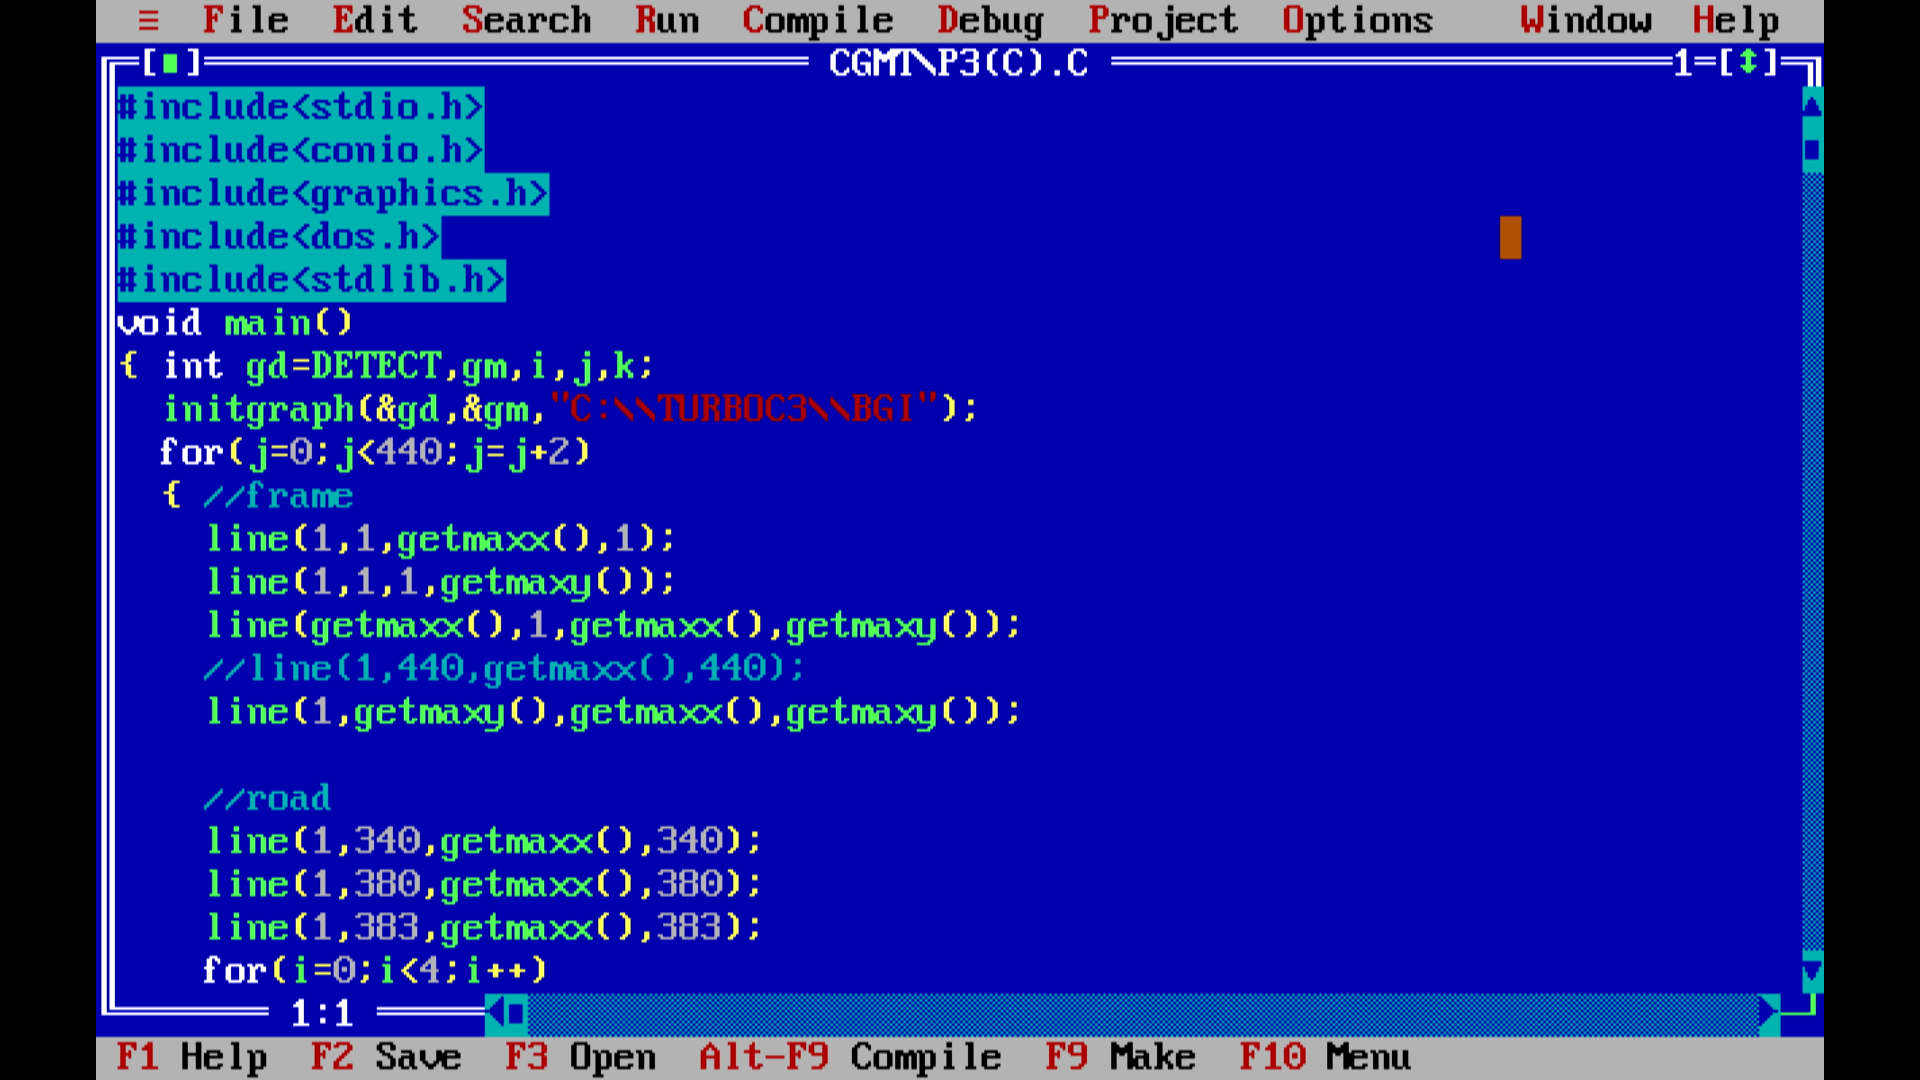 ≡ File Edit Search Run Compile Debug Project Options Window Help
[■] CGMT\P3(C).C 1=[↕]
#include<stdio.h>
#include<conio.h>
#include<graphics.h>
#include<dos.h>
#include<stdlib.h>
void main()
{ int gd=DETECT,gm,i,j,k;
initgraph(&gd,&gm,"C:\\TURBOC3\\BGI");
for(j=0;j<440;j=j+2)
{ //frame
line(1,1,getmaxx(),1);
line(1,1,1,getmaxy());
line(getmaxx(),1,getmaxx(),getmaxy());
//line(1,440,getmaxx(),440);
line(1,getmaxy(),getmaxx(),getmaxy());
//road
line(1,340,getmaxx(),340);
line(1,380,getmaxx(),380);
line(1,383,getmaxx(),383);
for(i=0;i<4;i++)
1:1
F1 Help F2 Save F3 Open Alt-F9 Compile F9 Make F10 Menu